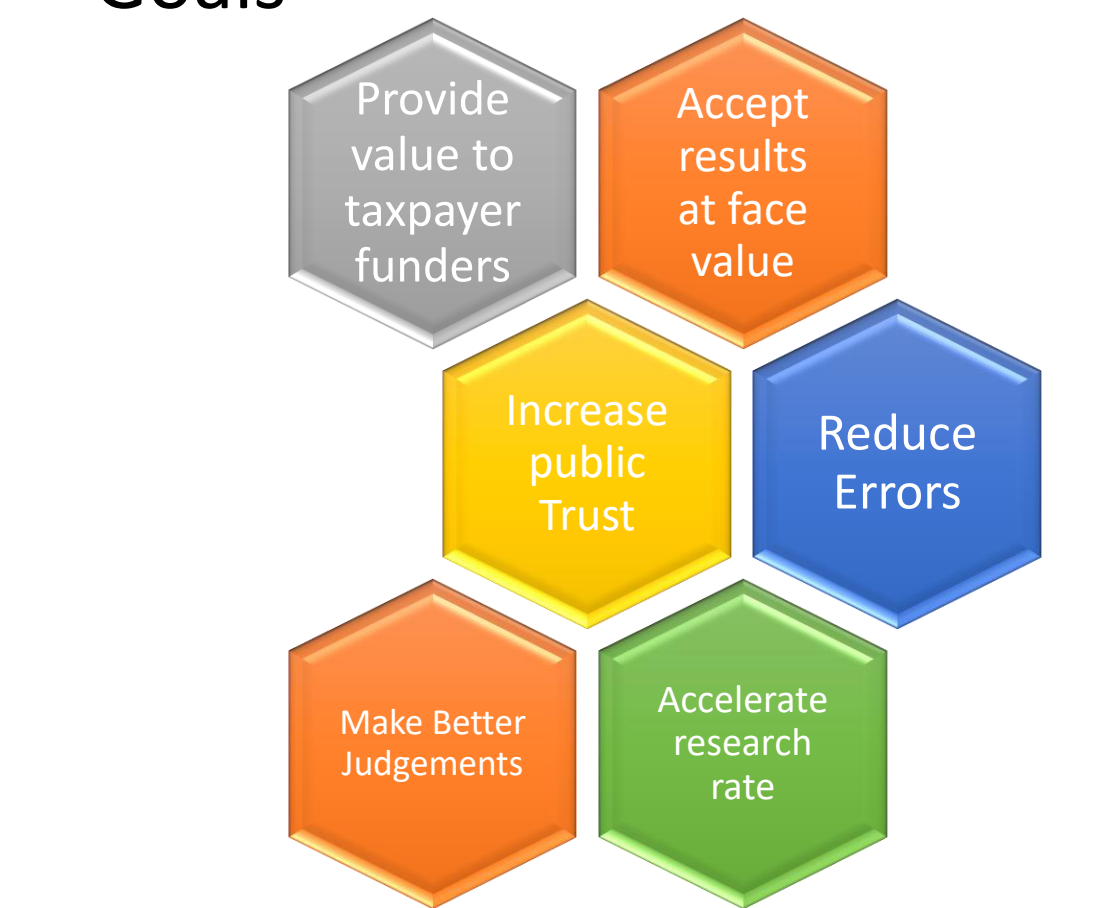 Goals
Provide
value to
taxpayer
funders
Accept
results
at face
value
Increase
public
Trust
Reduce
Errors
Make Better
Judgements
Accelerate
research
rate